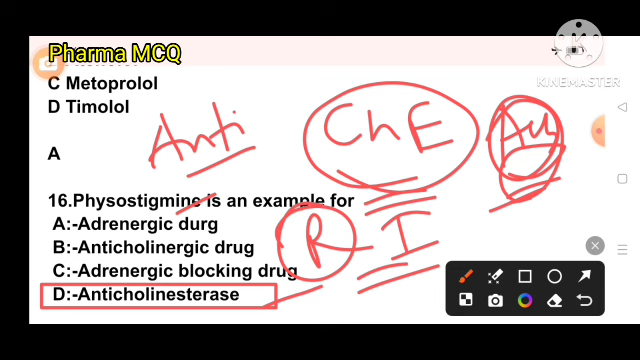 Pharma MCQ
KINEMASTER
C Metoprolol
D Timolol
Anti
ChE
A
16.Physostigmine is an example for
A:-Adrenergic durg
B:-Anticholinergic drug
R - I
C:-Adrenergic blocking drug
D:-Anticholinesterase